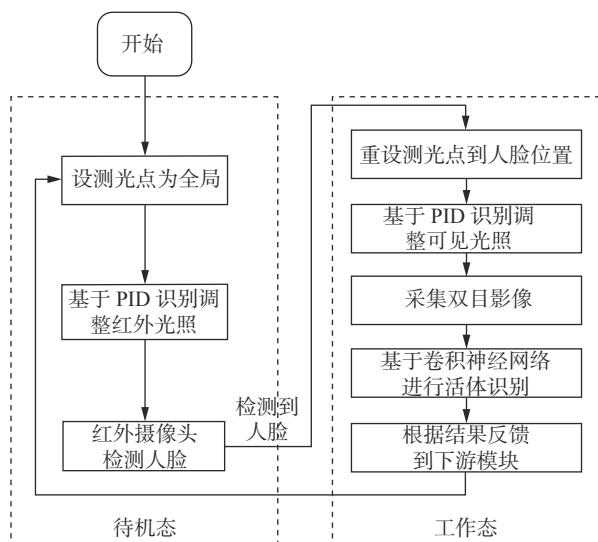 开始
设测光点为全局
基于 PID 识别调
整红外光照
红外摄像头
检测人脸
待机态
检测到
人脸
重设测光点到人脸位置
基于 PID 识别调
整可见光照
采集双目影像
基于卷积神经网络
进行活体识别
根据结果反馈
到下游模块
工作态